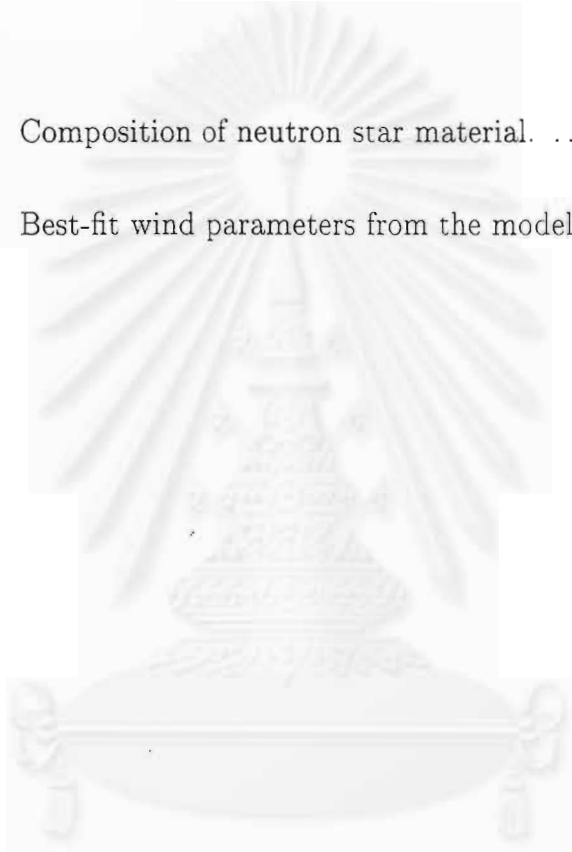 Composition of neutron star material. . .
Best-fit wind parameters from the model